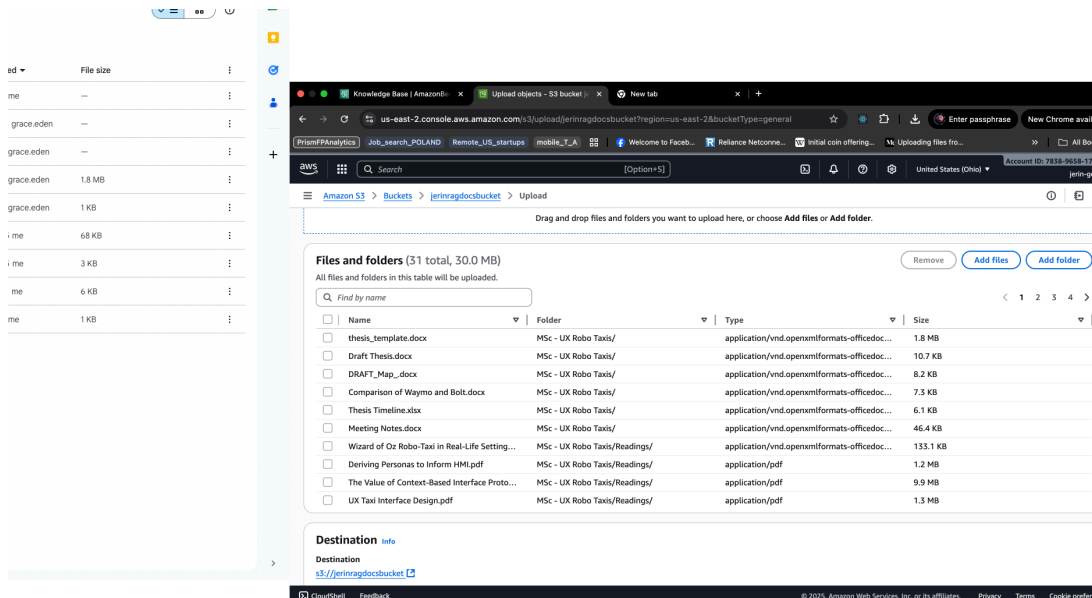 ed
File size
me
—
grace.eden
—
grace.eden
—
grace.eden
1.8 MB
grace.eden
1 KB
me
68 KB
me
3 KB
me
6 KB
me
1 KB
Knowledge Base | AmazonBe
Upload objects - S3 bucket je
New tab
us-east-2.console.aws.amazon.com/s3/upload/jerinragdocsbucket?region=us-east-2&bucketType=general
Enter passphrase
New Chrome avail
PrismFPAnalytics
Job_search_POLAND
Remote_US_startups
mobile_T_A
Welcome to Faceb...
Reliance Netconne...
Initial coin offering...
Uploading files fro...
All Bo
aws
Search
[Option+S]
United States (Ohio)
Account ID: 7838-9658-17
jerin-ge
Amazon S3 > Buckets > jerinragdocsbucket > Upload
Drag and drop files and folders you want to upload here, or choose Add files or Add folder.
Files and folders (31 total, 30.0 MB)
Remove
Add files
Add folder
All files and folders in this table will be uploaded.
Find by name
1 2 3 4
Name Folder Type Size
thesis_template.docx MSc - UX Robo Taxis/ application/vnd.openxmlformats-officedoc... 1.8 MB
Draft Thesis.docx MSc - UX Robo Taxis/ application/vnd.openxmlformats-officedoc... 10.7 KB
DRAFT_Map_.docx MSc - UX Robo Taxis/ application/vnd.openxmlformats-officedoc... 8.2 KB
Comparison of Waymo and Bolt.docx MSc - UX Robo Taxis/ application/vnd.openxmlformats-officedoc... 7.3 KB
Thesis Timeline.xlsx MSc - UX Robo Taxis/ application/vnd.openxmlformats-officedoc... 6.1 KB
Meeting Notes.docx MSc - UX Robo Taxis/ application/vnd.openxmlformats-officedoc... 46.4 KB
Wizard of Oz Robo-Taxi in Real-Life Setting... MSc - UX Robo Taxis/Readings/ application/vnd.openxmlformats-officedoc... 133.1 KB
Deriving Personas to Inform HMI.pdf MSc - UX Robo Taxis/Readings/ application/pdf 1.2 MB
The Value of Context-Based Interface Proto... MSc - UX Robo Taxis/Readings/ application/pdf 9.9 MB
UX Taxi Interface Design.pdf MSc - UX Robo Taxis/Readings/ application/pdf 1.3 MB
Destination Info
Destination
s3://jerinragdocsbucket
CloudShell Feedback © 2025, Amazon Web Services, Inc. or its affiliates. Privacy Terms Cookie prefe